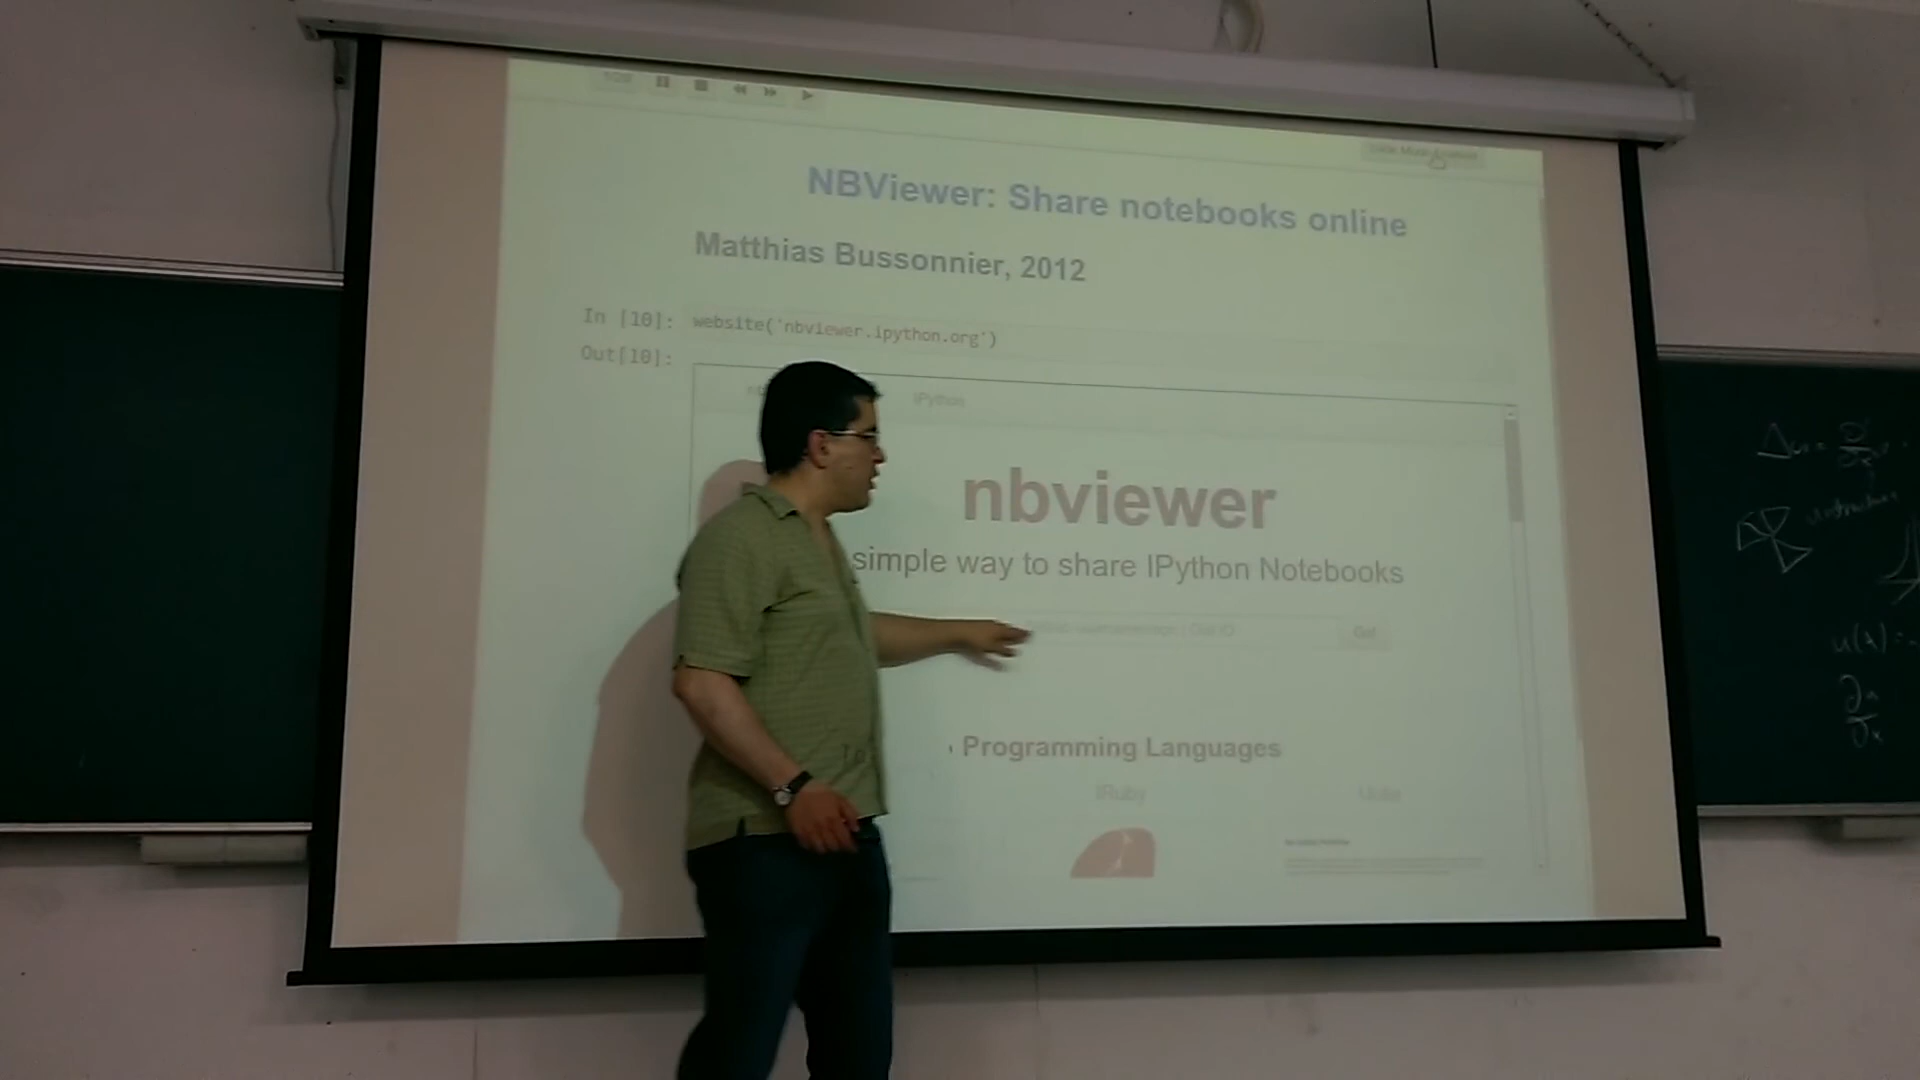 NBViewer: Share notebooks online
Matthias Bussonnier, 2012
In [10]: website('nbviewer.ipython.org')
Out[10]:
IPython
nbviewer
simple way to share IPython Notebooks
Go!
Programming Languages
IRuby